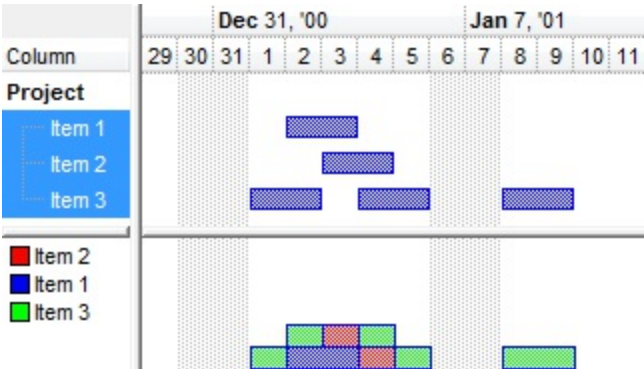 Dec 31, '00 Jan 7, '01
Column 29 30 31 1 2 3 4 5 6 7 8 9 10 11
Project
Item 1
Item 2
Item 3
Item 2
Item 1
Item 3